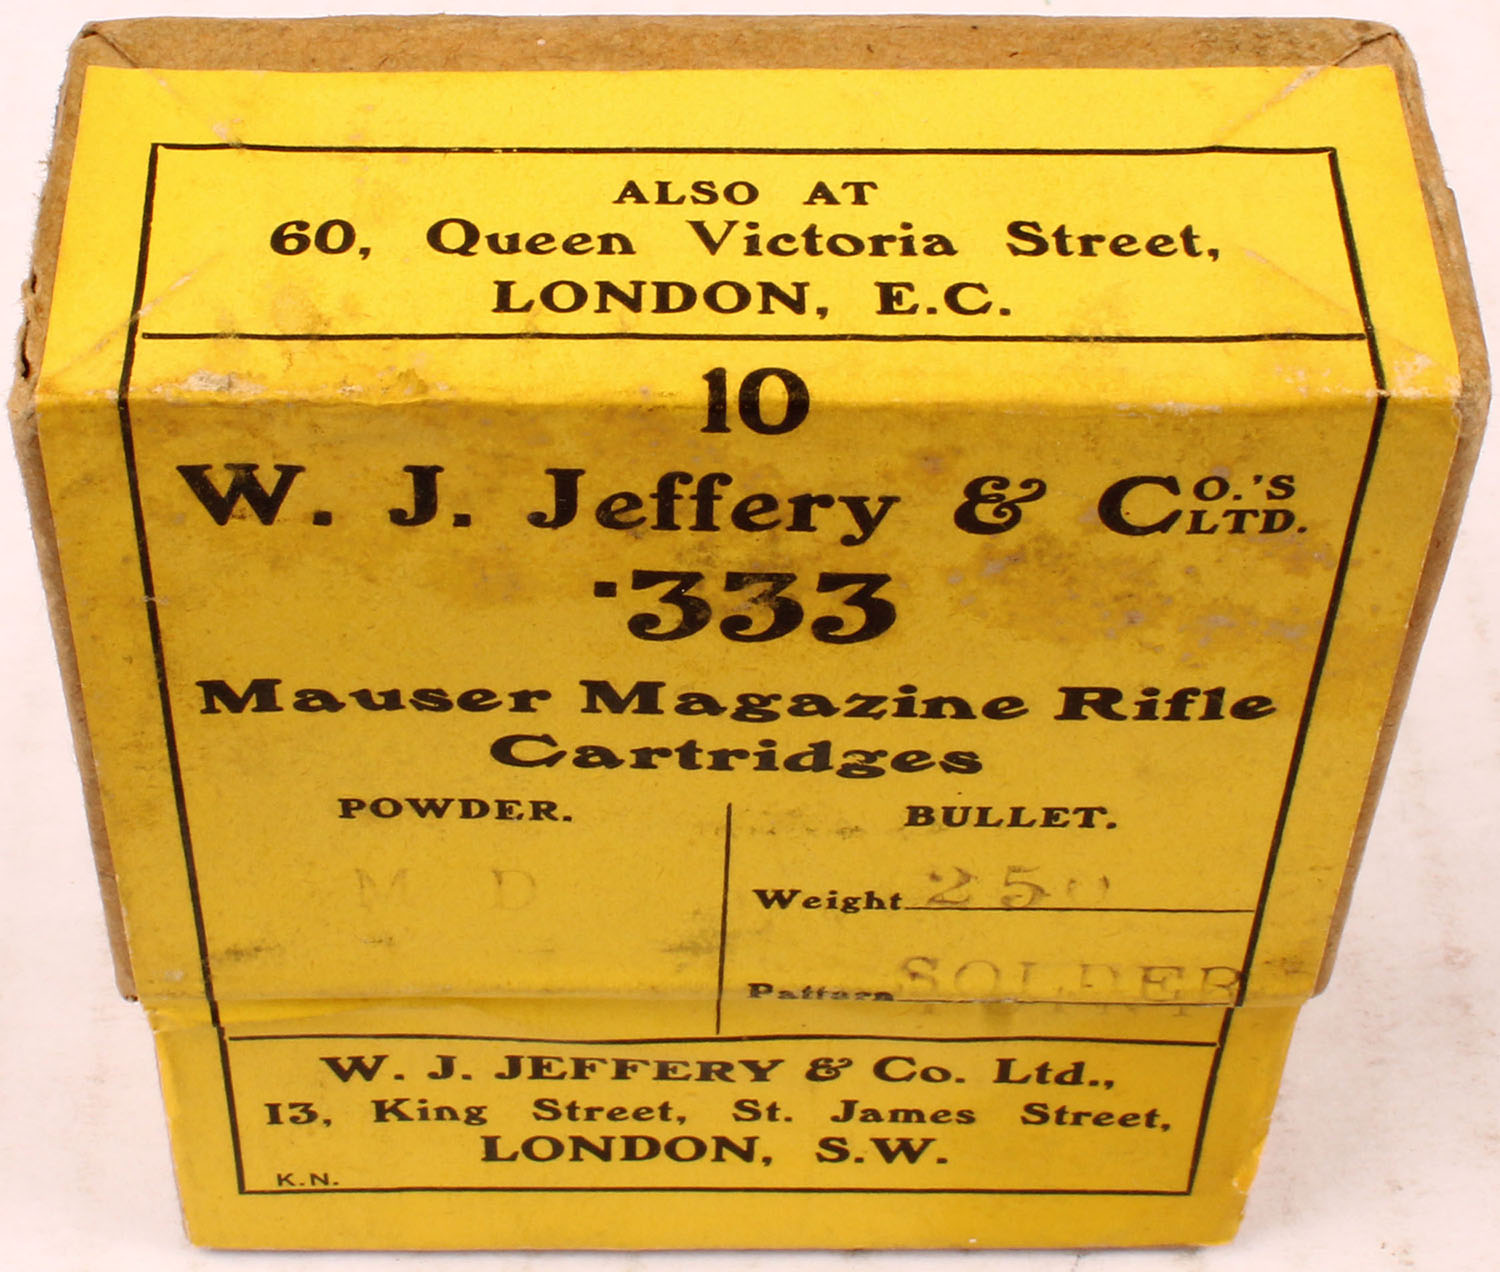 ALSO AT
60, Queen Victoria Street,
LONDON, E.C.
10
W. J. Jeffery & CO.'S LTD.
·333
Mauser Magazine Rifle
Cartridges
POWDER.
BULLET.
M D
Weight 250
Pattern SOLDER
POINT
W. J. JEFFERY & Co. Ltd.,
13, King Street, St. James Street,
LONDON, S.W.
K.N.